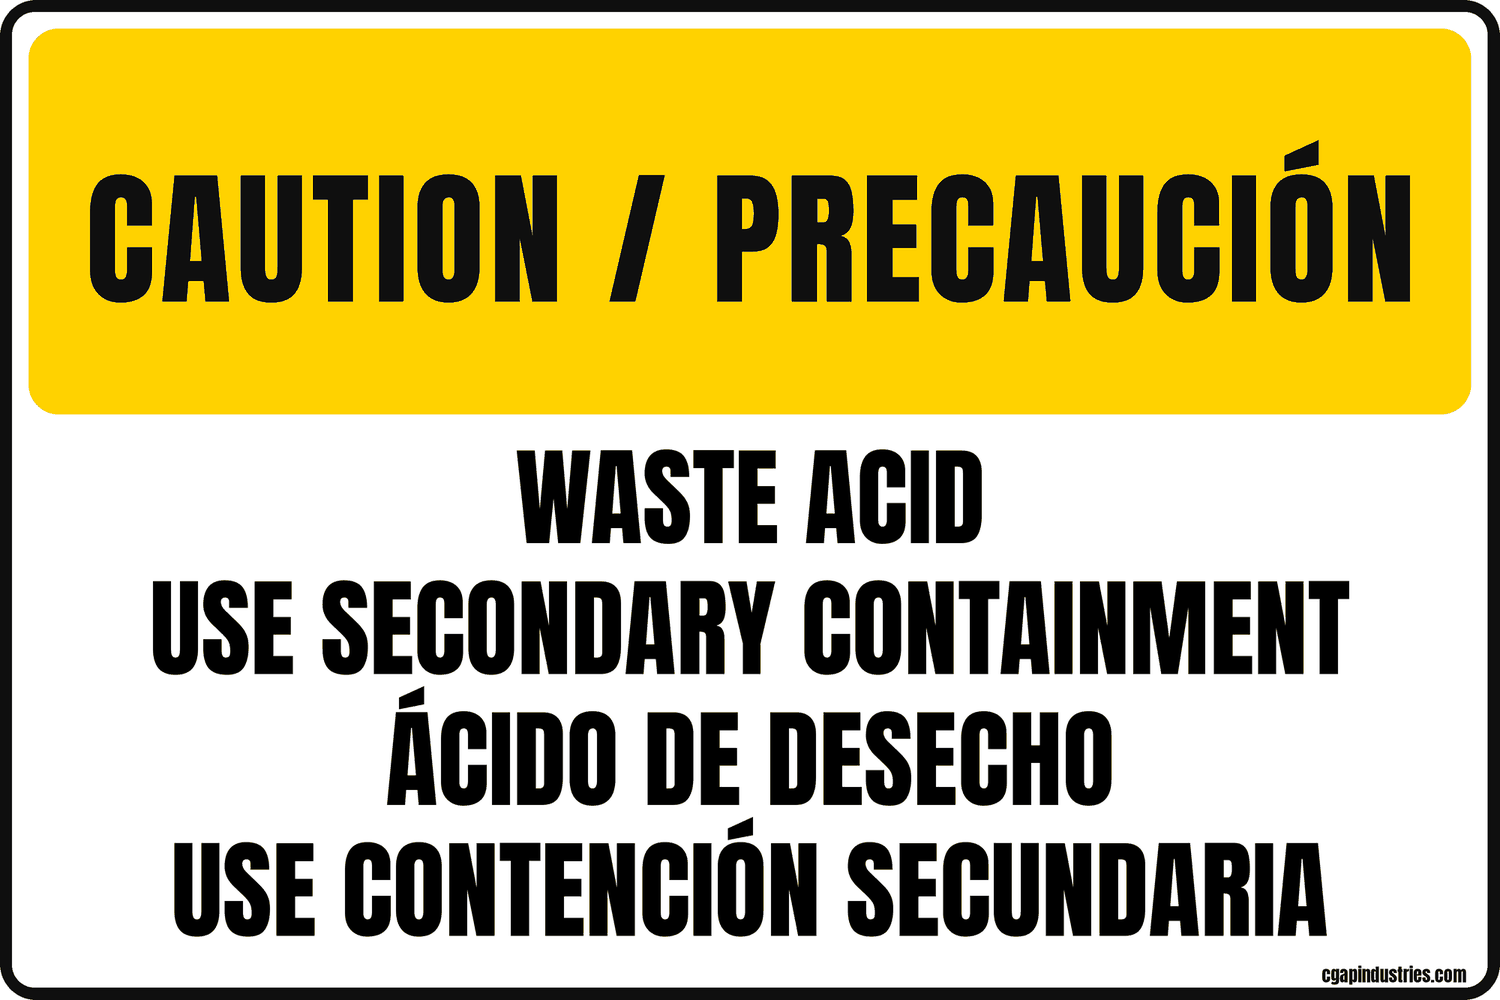 CAUTION / PRECAUCIÓN
WASTE ACID
USE SECONDARY CONTAINMENT
ÁCIDO DE DESECHO
USE CONTENCIÓN SECUNDARIA
cgapindustries.com